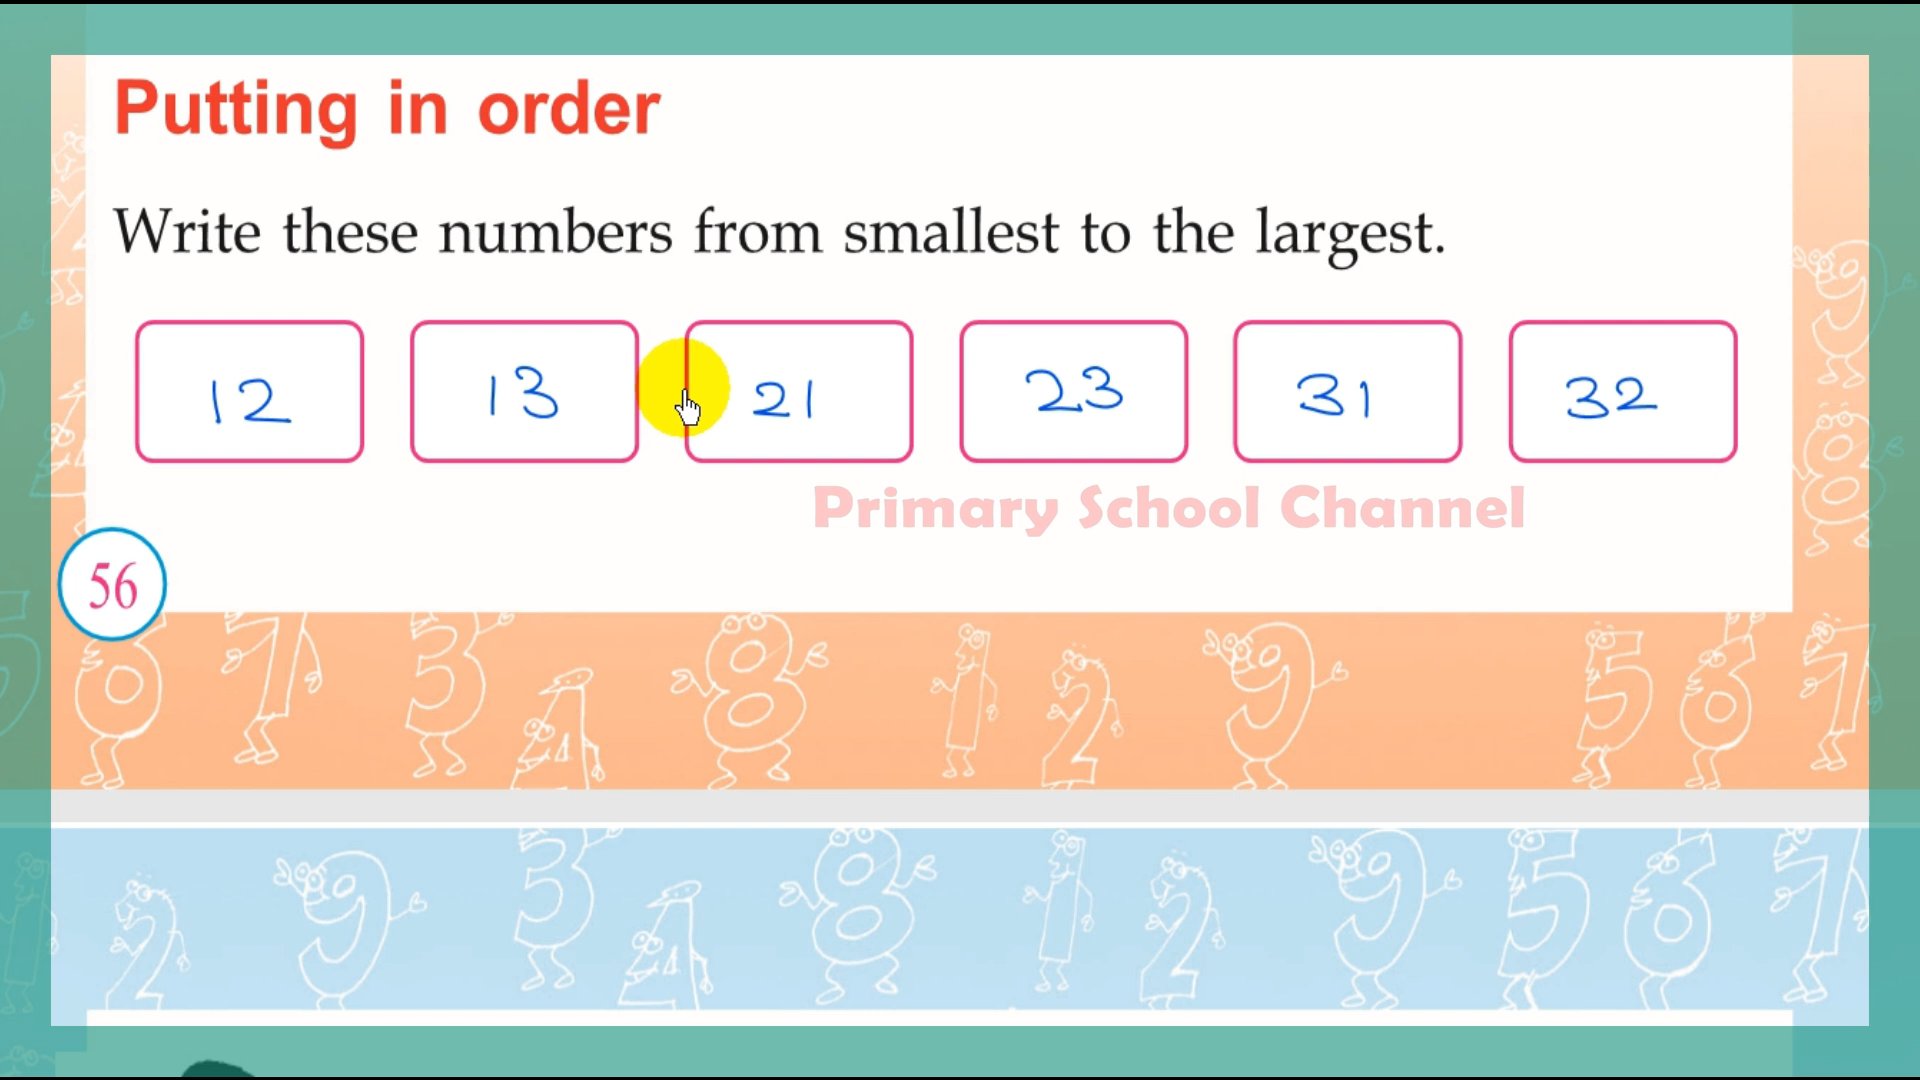 Putting in order
Write these numbers from smallest to the largest.
12 13 21 23 31 32
Primary School Channel
56